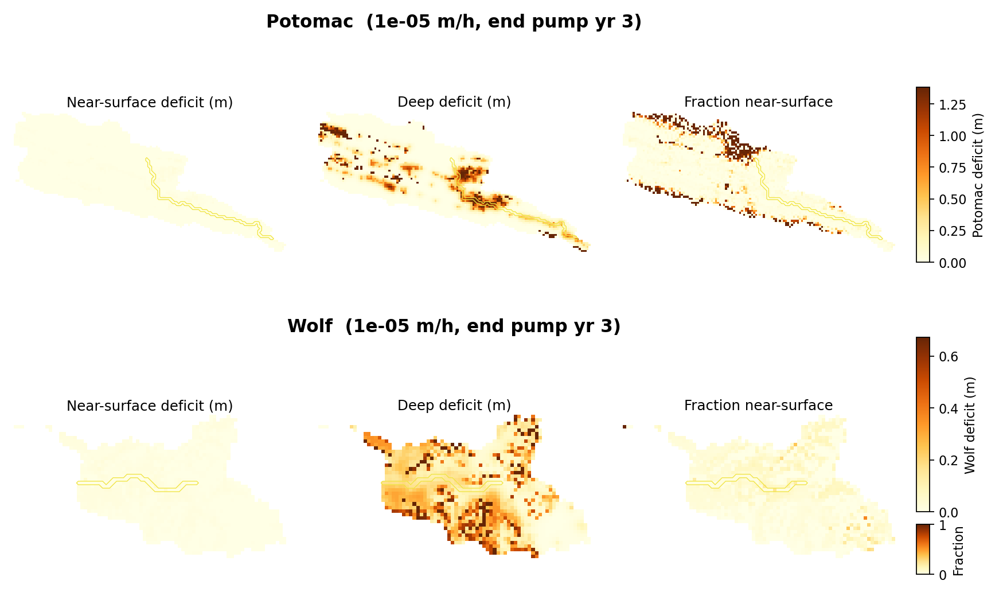 Potomac  (1e-05 m/h, end pump yr 3)
Near-surface deficit (m)
Deep deficit (m)
Fraction near-surface
1.25
1.00
0.75
0.50
0.25
0.00
Potomac deficit (m)
Wolf  (1e-05 m/h, end pump yr 3)
Near-surface deficit (m)
Deep deficit (m)
Fraction near-surface
0.6
0.4
0.2
0.0
Wolf deficit (m)
1
0
Fraction